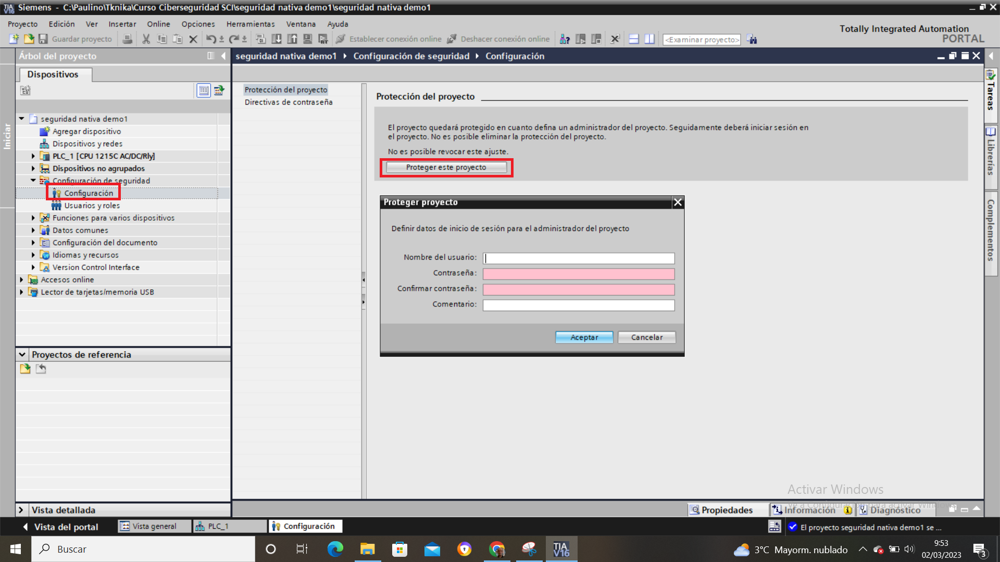 Siemens - C:\Paulino\Tknika\Curso Ciberseguridad SCI\seguridad nativa demo1\seguridad nativa demo1
Proyecto Edición Ver Insertar Online Opciones Herramientas Ventana Ayuda
Totally Integrated Automation
PORTAL
Guardar proyecto
Establecer conexión online
Deshacer conexión online
<Examinar proyecto>
Árbol del proyecto
seguridad nativa demo1 Configuración de seguridad Configuración
Dispositivos
Iniciar
seguridad nativa demo1
Agregar dispositivo
Dispositivos y redes
PLC_1 [CPU 1215C AC/DC/Rly]
Dispositivos no agrupados
Configuración de seguridad
Configuración
Usuarios y roles
Funciones para varios dispositivos
Datos comunes
Configuración del documento
Idiomas y recursos
Version Control Interface
Accesos online
Lector de tarjetas/memoria USB
Proyectos de referencia
Vista detallada
Protección del proyecto
Directivas de contraseña
Protección del proyecto
El proyecto quedará protegido en cuanto defina un administrador del proyecto. Seguidamente deberá iniciar sesión en
el proyecto. No es posible eliminar la protección del proyecto.
No es posible revocar este ajuste.
Proteger este proyecto
Proteger proyecto
Definir datos de inicio de sesión para el administrador del proyecto
Nombre del usuario:
Contraseña:
Confirmar contraseña:
Comentario:
Aceptar
Cancelar
Tareas
Librerías
Complementos
Activar Windows
Ve a Configuración para activar Windows
Propiedades
Información
Diagnóstico
Vista del portal
Vista general
PLC_1
Configuración
El proyecto seguridad nativa demo1 se ...
Buscar
TIA
V16
3°C Mayorm. nublado
9:53
02/03/2023
3